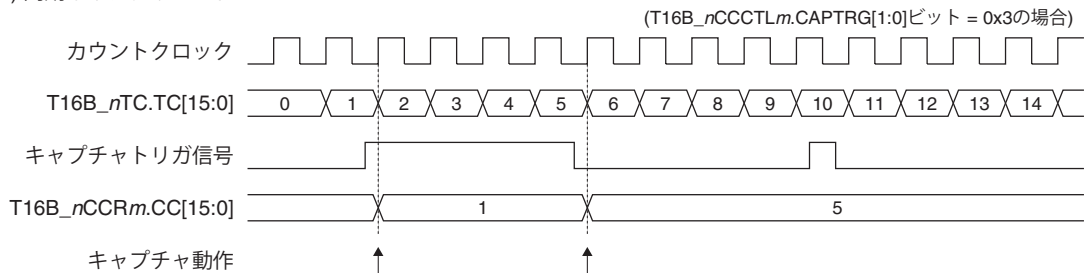 (T16B_nCCCTLm.CAPTRG[1:0]ビット = 0x3の場合)
カウントクロック
T16B_nTC.TC[15:0] 0 1 2 3 4 5 6 7 8 9 10 11 12 13 14
キャプチャトリガ信号
T16B_nCCRm.CC[15:0] 1 5
キャプチャ動作